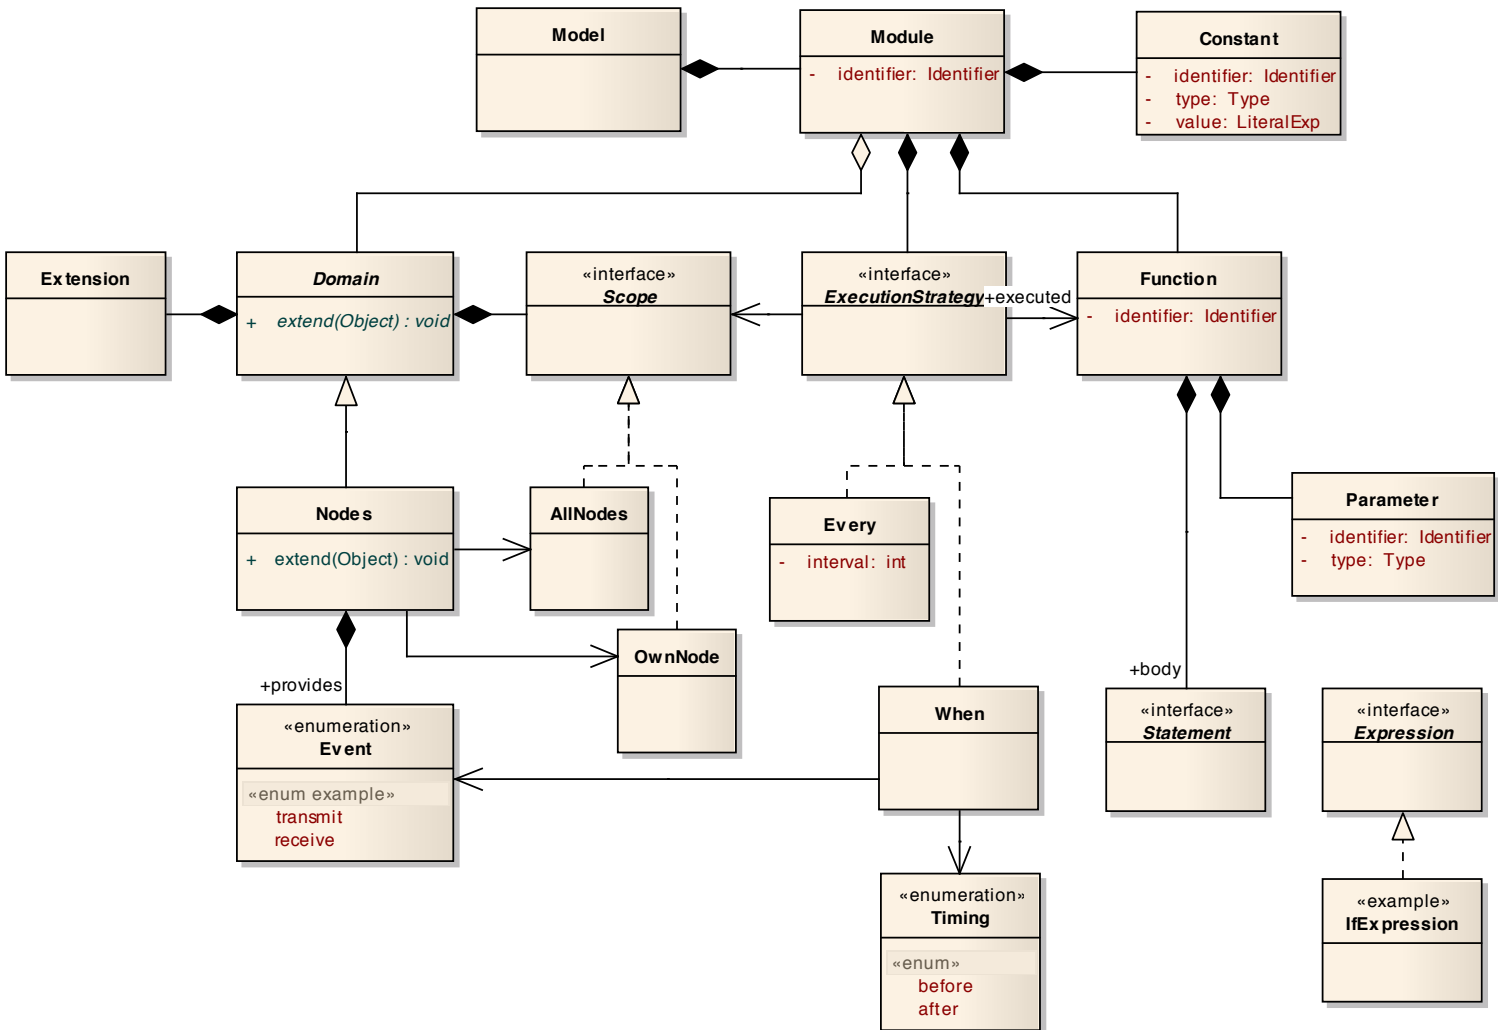 Model
Module
- identifier: Identifier
Constant
- identifier: Identifier
- type: Type
- value: LiteralExp
Extension
Domain
+ extend(Object) : void
«interface»
Scope
«interface»
ExecutionStrategy
+executed
Function
- identifier: Identifier
Nodes
+ extend(Object) : void
AllNodes
Every
- interval: int
Parameter
- identifier: Identifier
- type: Type
OwnNode
+provides
+body
«enumeration»
Event
«enum example»
transmit
receive
When
«interface»
Statement
«interface»
Expression
«enumeration»
Timing
«enum»
before
after
«example»
IfExpression